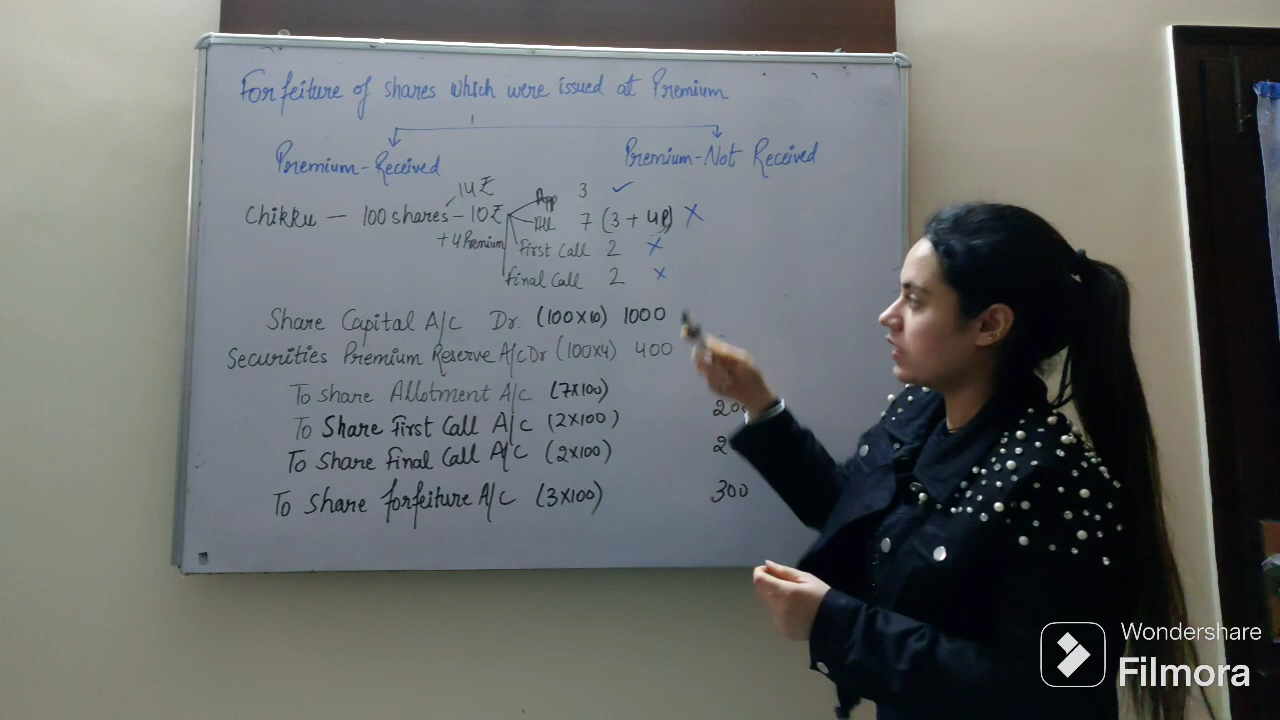 Forfeiture of shares which were issued at Premium
Premium-Received
Premium-Not Received
14₹
Chikku — 100 shares — 10₹
+ 4 Premium
App 3 ✓
All 7 (3 + 4P) X
First Call 2 X
Final Call 2 X
Share Capital A/c Dr. (100X10) 1000
Securities Premium Reserve A/c Dr (100X4) 400
To share Allotment A/c (7X100)
To Share First Call A/c (2X100) 200
To Share Final Call A/c (2X100) 2
To Share forfeiture A/c (3X100) 300
Wondershare
Filmora